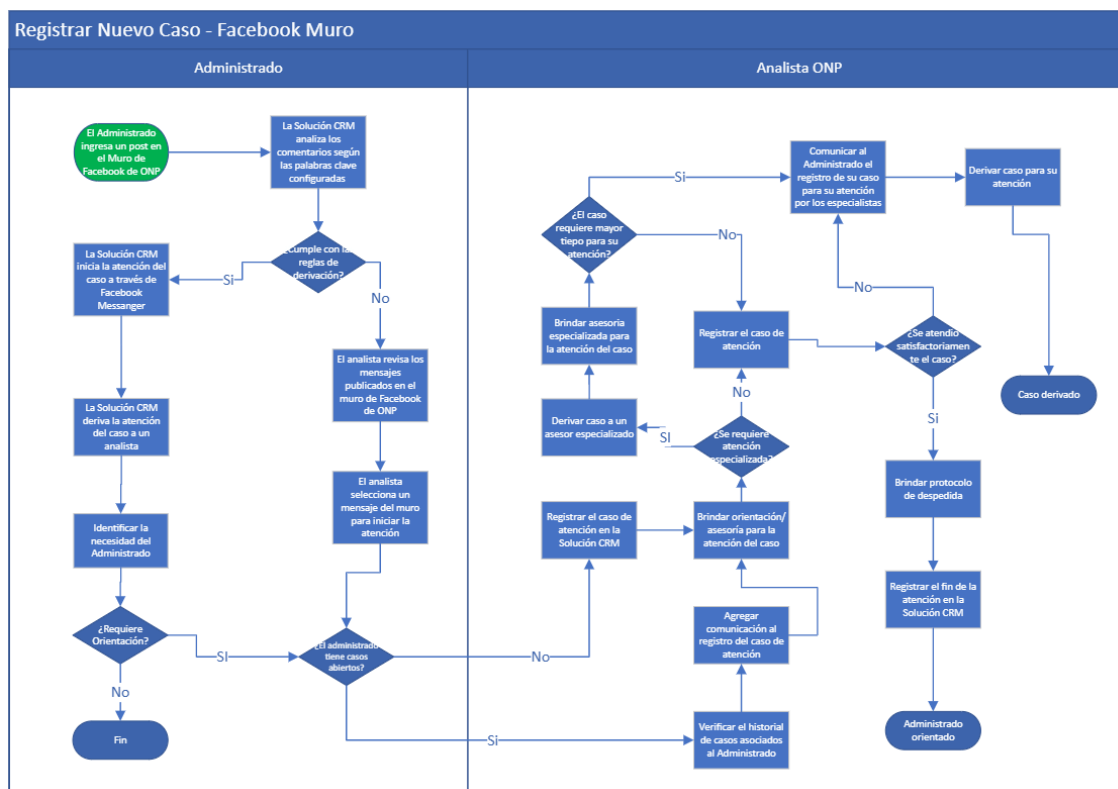 Registrar Nuevo Caso - Facebook Muro
Administrado
Analista ONP
El Administrado
ingresa un post en
el Muro de
Facebook de ONP
La Solución CRM
analiza los
comentarios según
las palabras clave
configuradas
¿Cumple con las
reglas de
derivación?
Si
No
La Solución CRM
inicia la atención del
caso a través de
Facebook
Messanger
La Solución CRM
deriva la atención
del caso a un
analista
Identificar la
necesidad del
Administrado
¿Requiere
Orientación?
SI
No
Fin
El analista revisa los
mensajes
publicados en el
muro de Facebook
de ONP
El analista
selecciona un
mensaje del muro
para iniciar la
atención
¿El administrado
tiene casos
abiertos?
No
Si
Registrar el caso de
atención en la
Solución CRM
Verificar el historial
de casos asociados
al Administrado
Agregar
comunicación al
registro del caso de
atención
Brindar orientación/
asesoría para la
atención del caso
¿Se requiere
atención
especializada?
SI
No
Derivar caso a un
asesor especializado
Brindar asesoria
especializada para
la atención del caso
¿El caso
requiere mayor
tiepo para su
atención?
Si
No
Registrar el caso de
atención
Comunicar al
Administrado el
registro de su caso
para su atención
por los especialistas
Derivar caso para su
atención
Caso derivado
¿Se atendio
satisfactoriame
nte el caso?
No
Si
Brindar protocolo
de despedida
Registrar el fin de la
atención en la
Solución CRM
Administrado
orientado